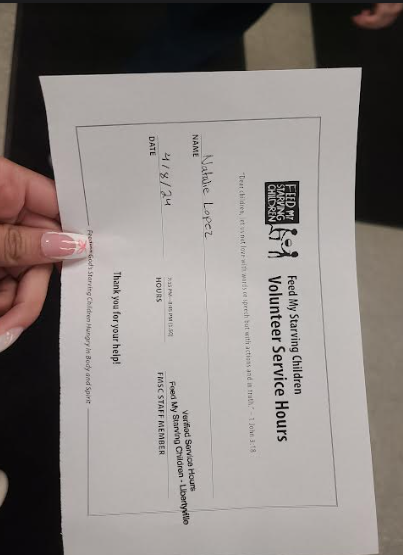 FEED MY
STARVING
CHILDREN
Feed My Starving Children
Volunteer Service Hours
"Dear children, let us not love with words or speech but with actions and in truth." - 1 John 3:18
Natalie Lopez
NAME
4/8/24
DATE
HOURS
Verified Service Hours
Feed My Starving Children - Libertyville
FMSC STAFF MEMBER
Thank you for your help!
God's Starving Children Hungry in Body and Spirit